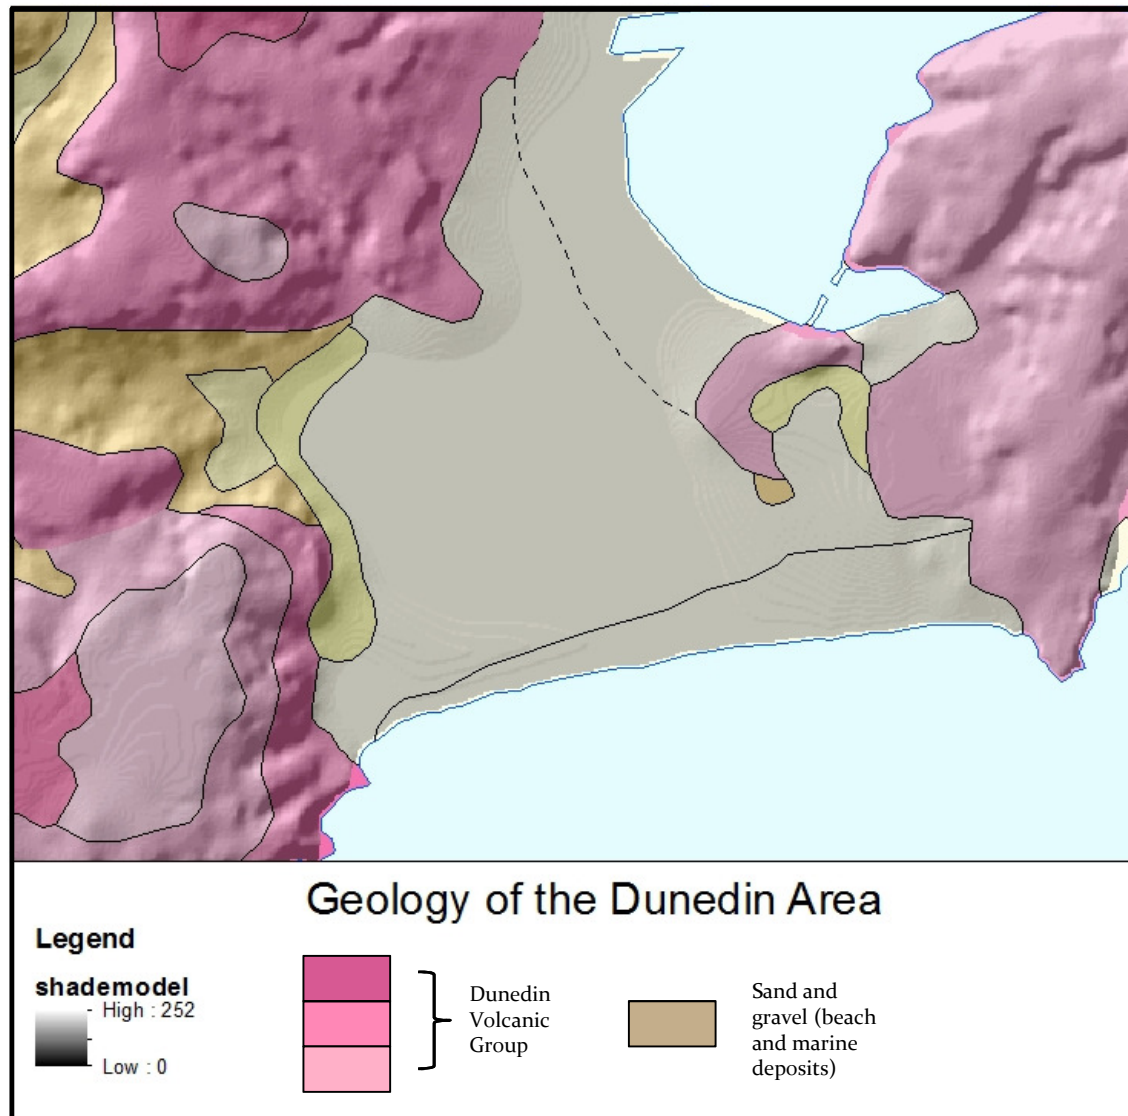 Geology of the Dunedin Area
Legend
shademodel
High : 252
Low : 0
Dunedin
Volcanic
Group
Sand and
gravel (beach
and marine
deposits)